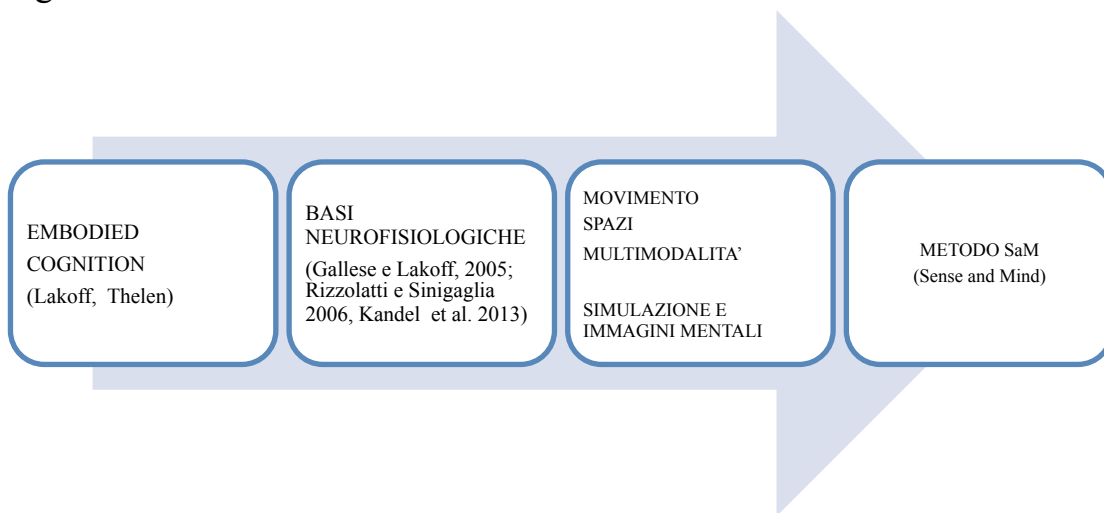 EMBODIED
COGNITION
(Lakoff, Thelen)
BASI
NEUROFISIOLOGICHE
(Gallese e Lakoff, 2005;
Rizzolatti e Sinigaglia
2006, Kandel et al. 2013)
MOVIMENTO
SPAZI
MULTIMODALITA’
SIMULAZIONE E
IMMAGINI MENTALI
METODO SaM
(Sense and Mind)